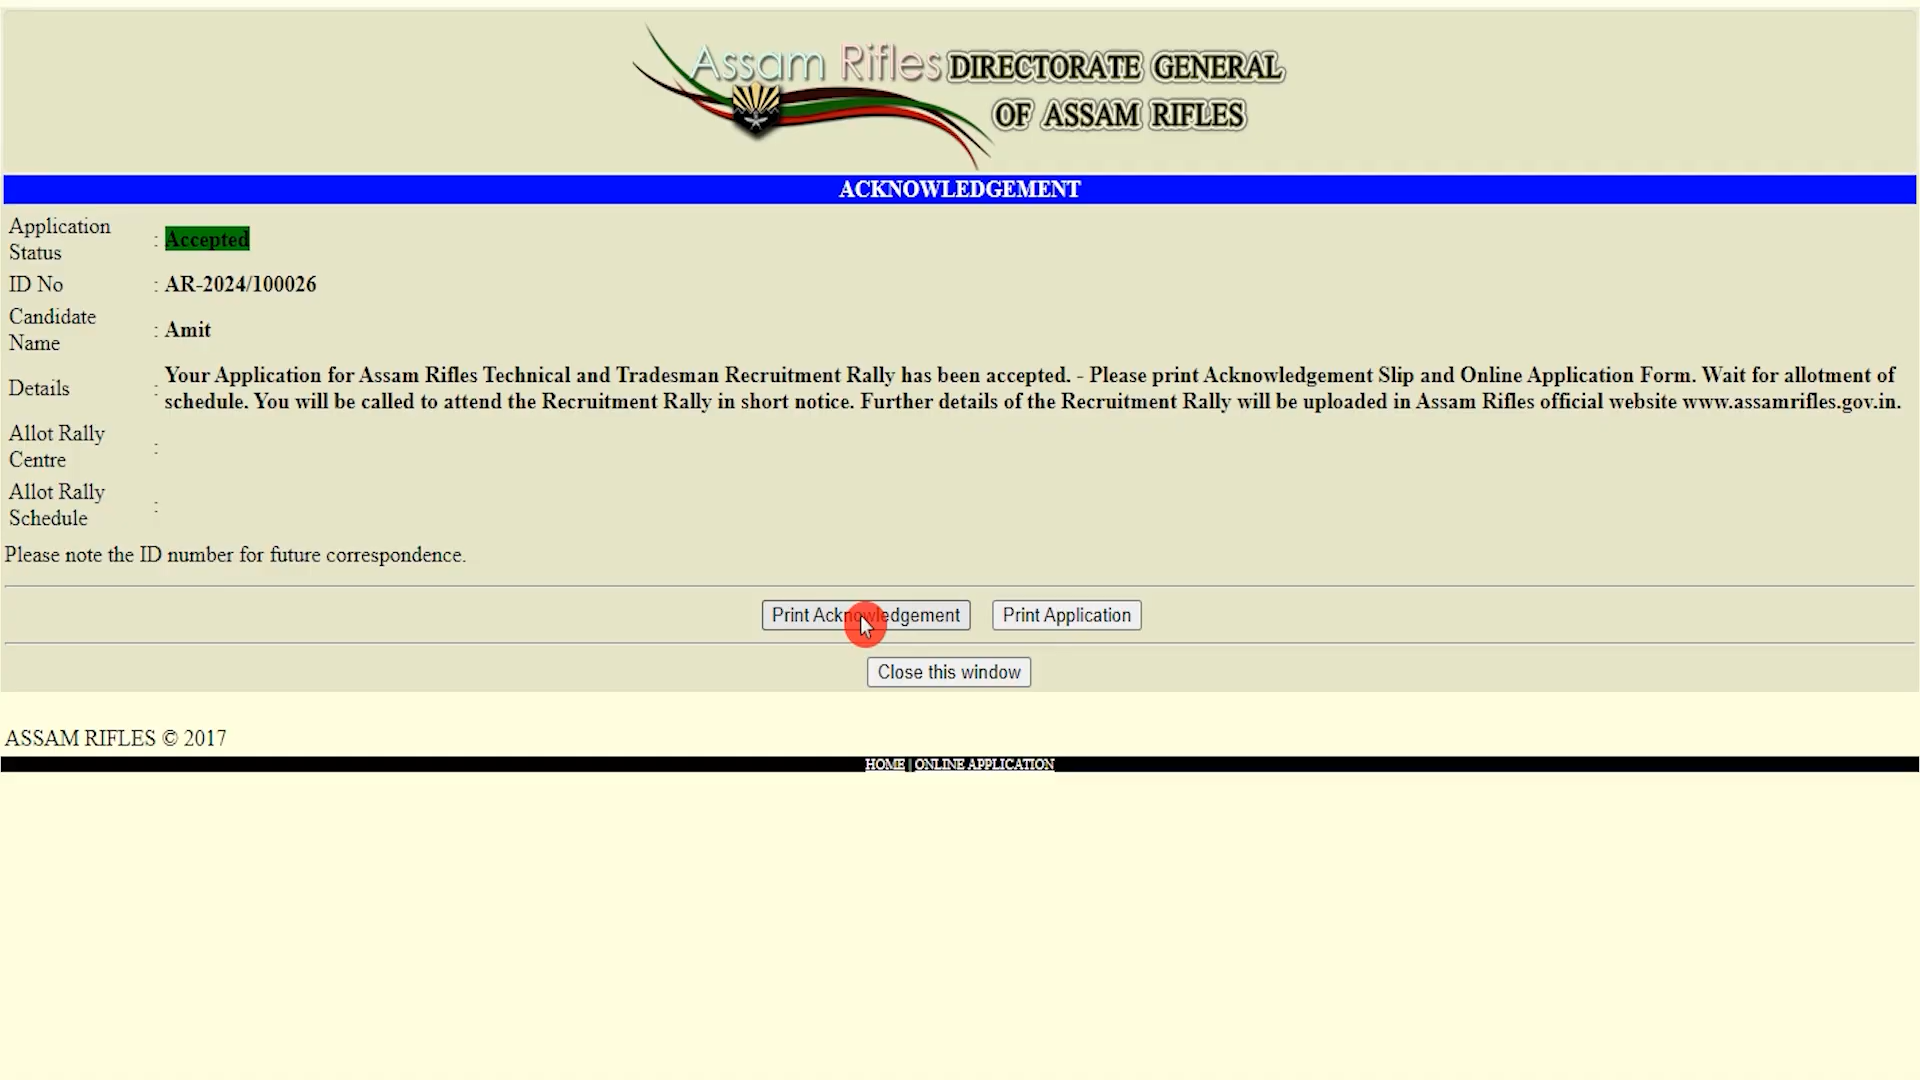 Assam Rifles DIRECTORATE GENERAL
OF ASSAM RIFLES
ACKNOWLEDGEMENT
Application
Status : Accepted
ID No : AR-2024/100026
Candidate
Name : Amit
Details : Your Application for Assam Rifles Technical and Tradesman Recruitment Rally has been accepted. - Please print Acknowledgement Slip and Online Application Form. Wait for allotment of
schedule. You will be called to attend the Recruitment Rally in short notice. Further details of the Recruitment Rally will be uploaded in Assam Rifles official website www.assamrifles.gov.in.
Allot Rally
Centre :
Allot Rally
Schedule :
Please note the ID number for future correspondence.
Print Acknowledgement Print Application
Close this window
ASSAM RIFLES © 2017
HOME | ONLINE APPLICATION